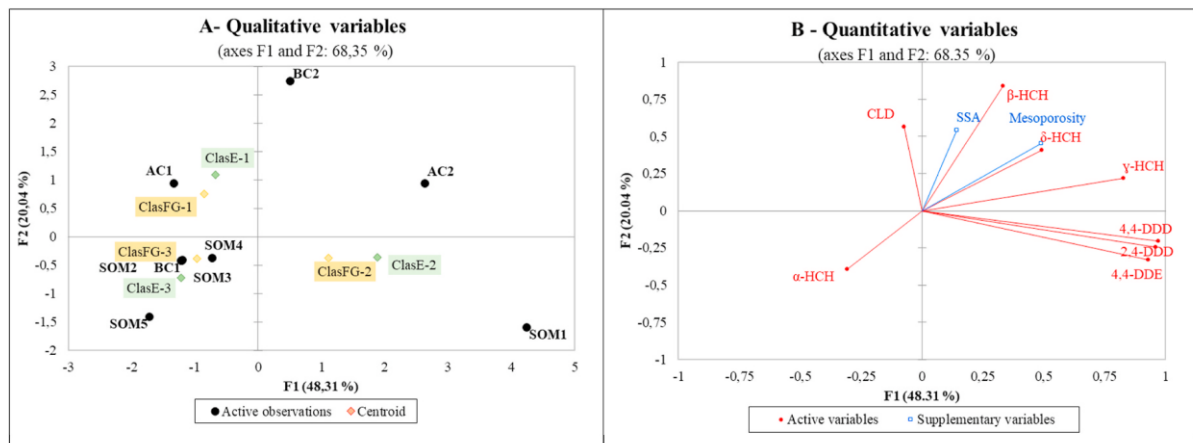 A- Qualitative variables
(axes F1 and F2: 68,35 %)
3
2,5
2
1,5
1
0,5
0
-0,5
-1
-1,5
-2
F2 (20,04 %)
BC2
ClasE-1
AC1
AC2
ClasFG-1
ClasFG-3
SOM4
SOM2
BC1
SOM3
ClasFG-2
ClasE-2
ClasE-3
SOM5
SOM1
-3
-2
-1
0
1
2
3
4
5
F1 (48,31 %)
Active observations
Centroid
B - Quantitative variables
(axes F1 and F2: 68.35 %)
1
0,75
0,5
0,25
0
-0,25
-0,5
-0,75
-1
F2 (20.04 %)
β-HCH
CLD
SSA
Mesoporosity
δ-HCH
γ-HCH
4,4-DDD
2,4-DDD
4,4-DDE
α-HCH
-1
-0,75
-0,5
-0,25
0
0,25
0,5
0,75
1
F1 (48.31 %)
Active variables
Supplementary variables